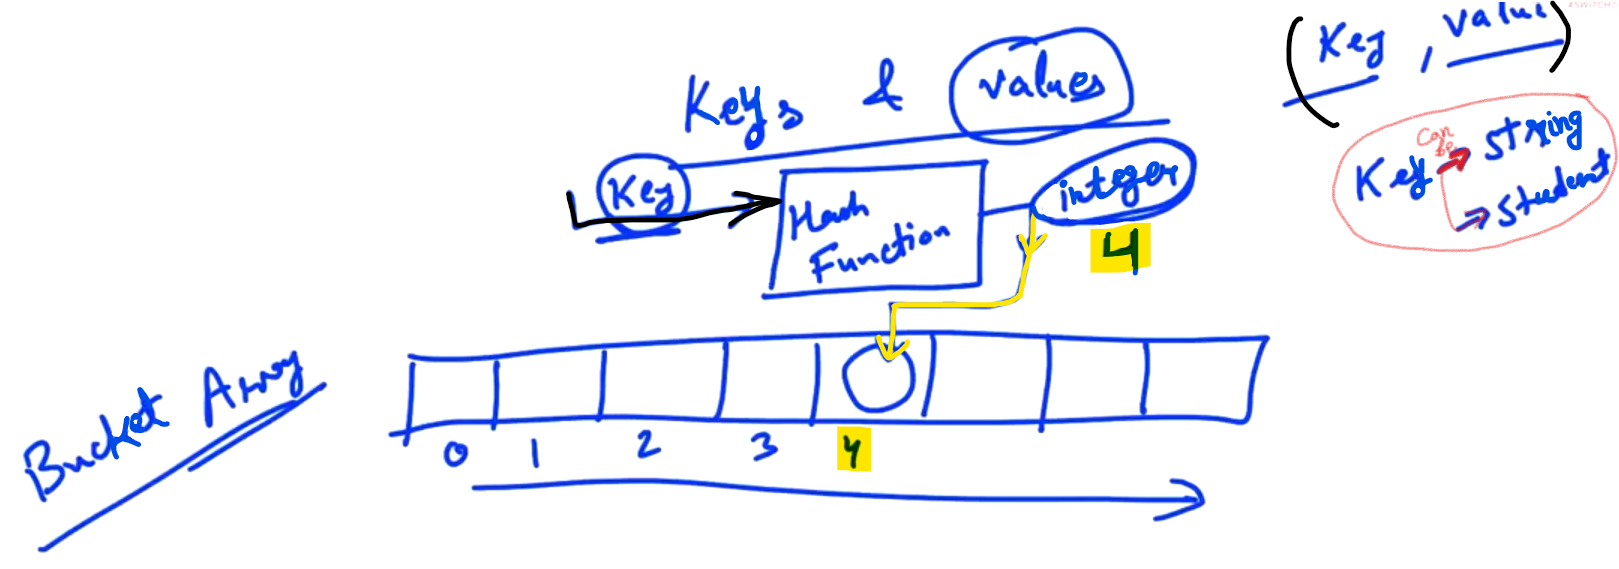 (Key, Value)
Keys & Values
Key can be → String
→ Student
Key
Hash
Function
integer
4
Bucket Array
0 1 2 3 4